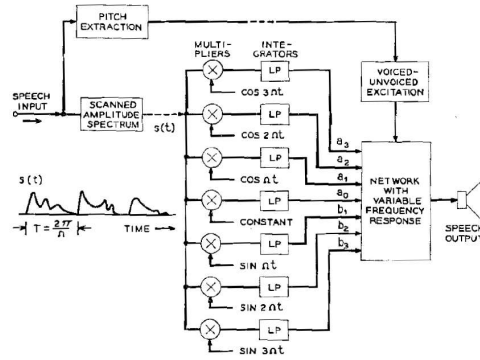 PITCH
EXTRACTION
MULTI-
PLIERS
INTE-
GRATORS
VOICED-
UNVOICED
EXCITATION
SPEECH
INPUT
SCANNED
AMPLITUDE
SPECTRUM
s(t)
LP
COS 3Ωt
a3
LP
COS 2Ωt
a2
LP
COS Ωt
a1
LP
CONSTANT
a0
LP
SIN Ωt
b1
LP
SIN 2Ωt
b2
LP
SIN 3Ωt
b3
NETWORK
WITH
VARIABLE
FREQUENCY
RESPONSE
SPEECH
OUTPUT
s(t)
T = 2π/Ω
TIME